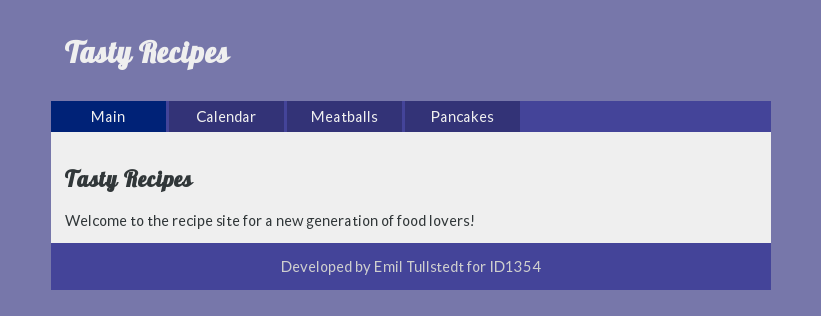 Tasty Recipes
Main Calendar Meatballs Pancakes
Tasty Recipes
Welcome to the recipe site for a new generation of food lovers!
Developed by Emil Tullstedt for ID1354